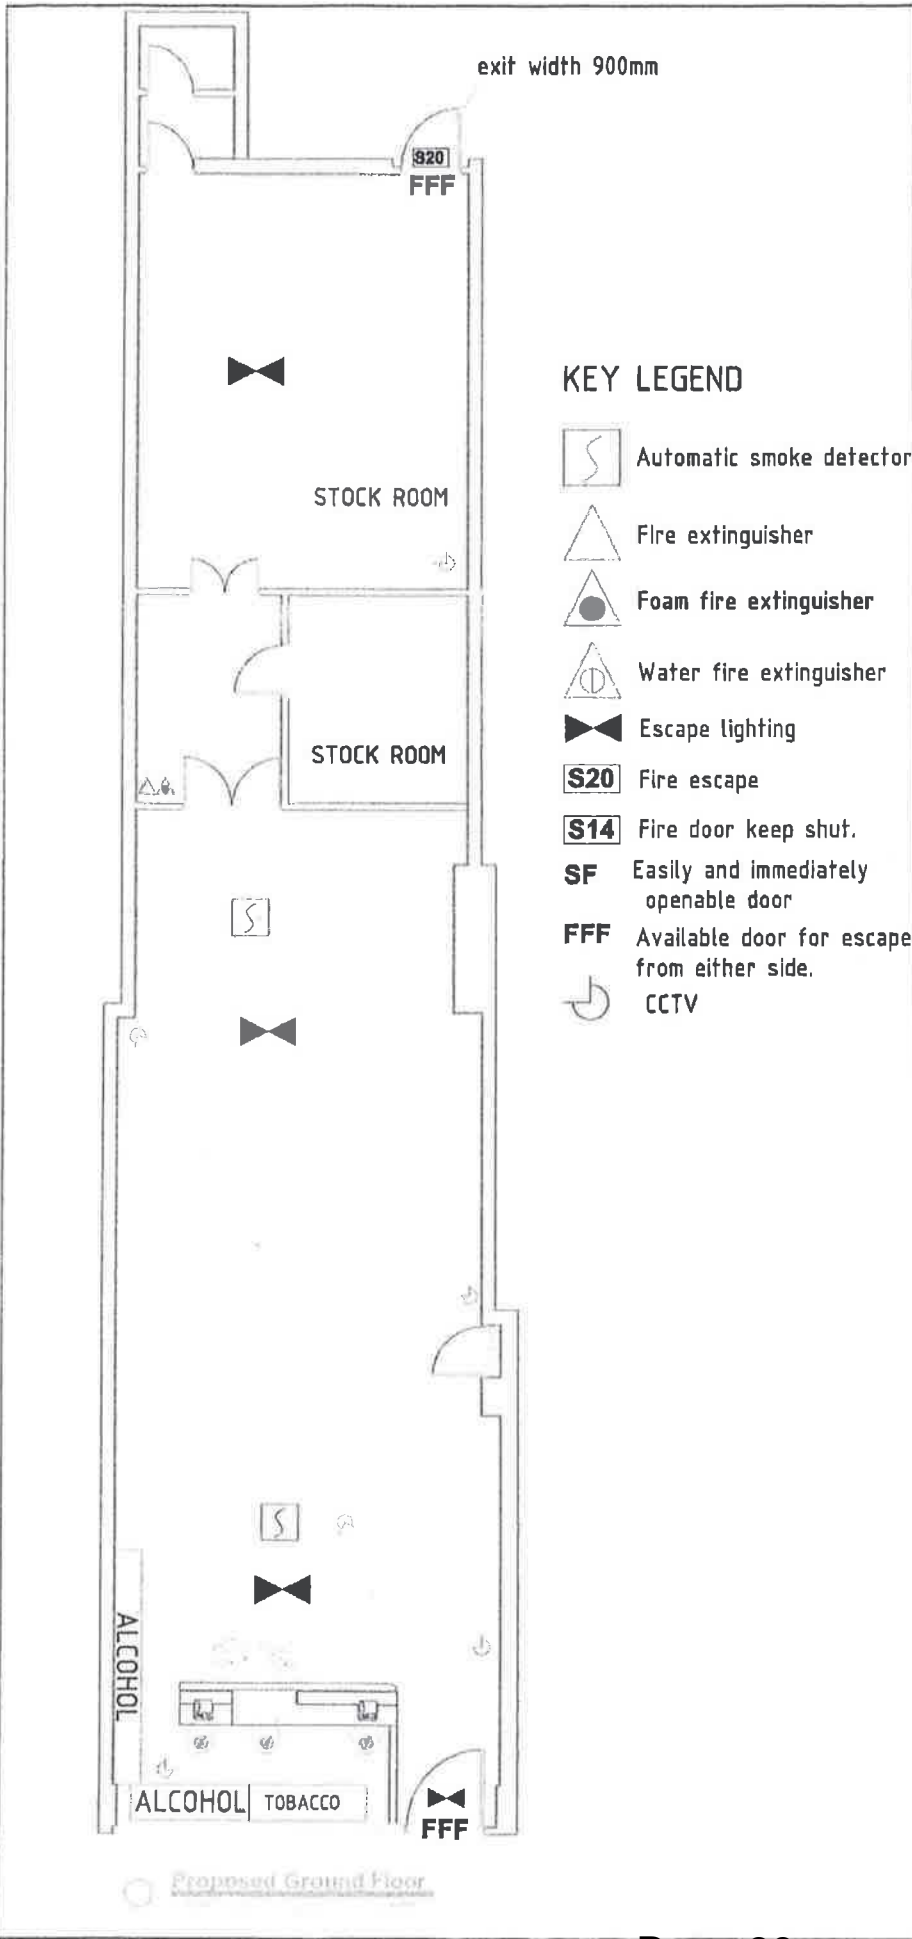 exit width 900mm
S20
FFF
STOCK ROOM
STOCK ROOM
KEY LEGEND
Automatic smoke detector
Fire extinguisher
Foam fire extinguisher
Water fire extinguisher
Escape lighting
S20 Fire escape
S14 Fire door keep shut.
SF Easily and immediately
openable door
FFF Available door for escape
from either side.
CCTV
ALCOHOL
ALCOHOL TOBACCO
FFF
Proposed Ground Floor